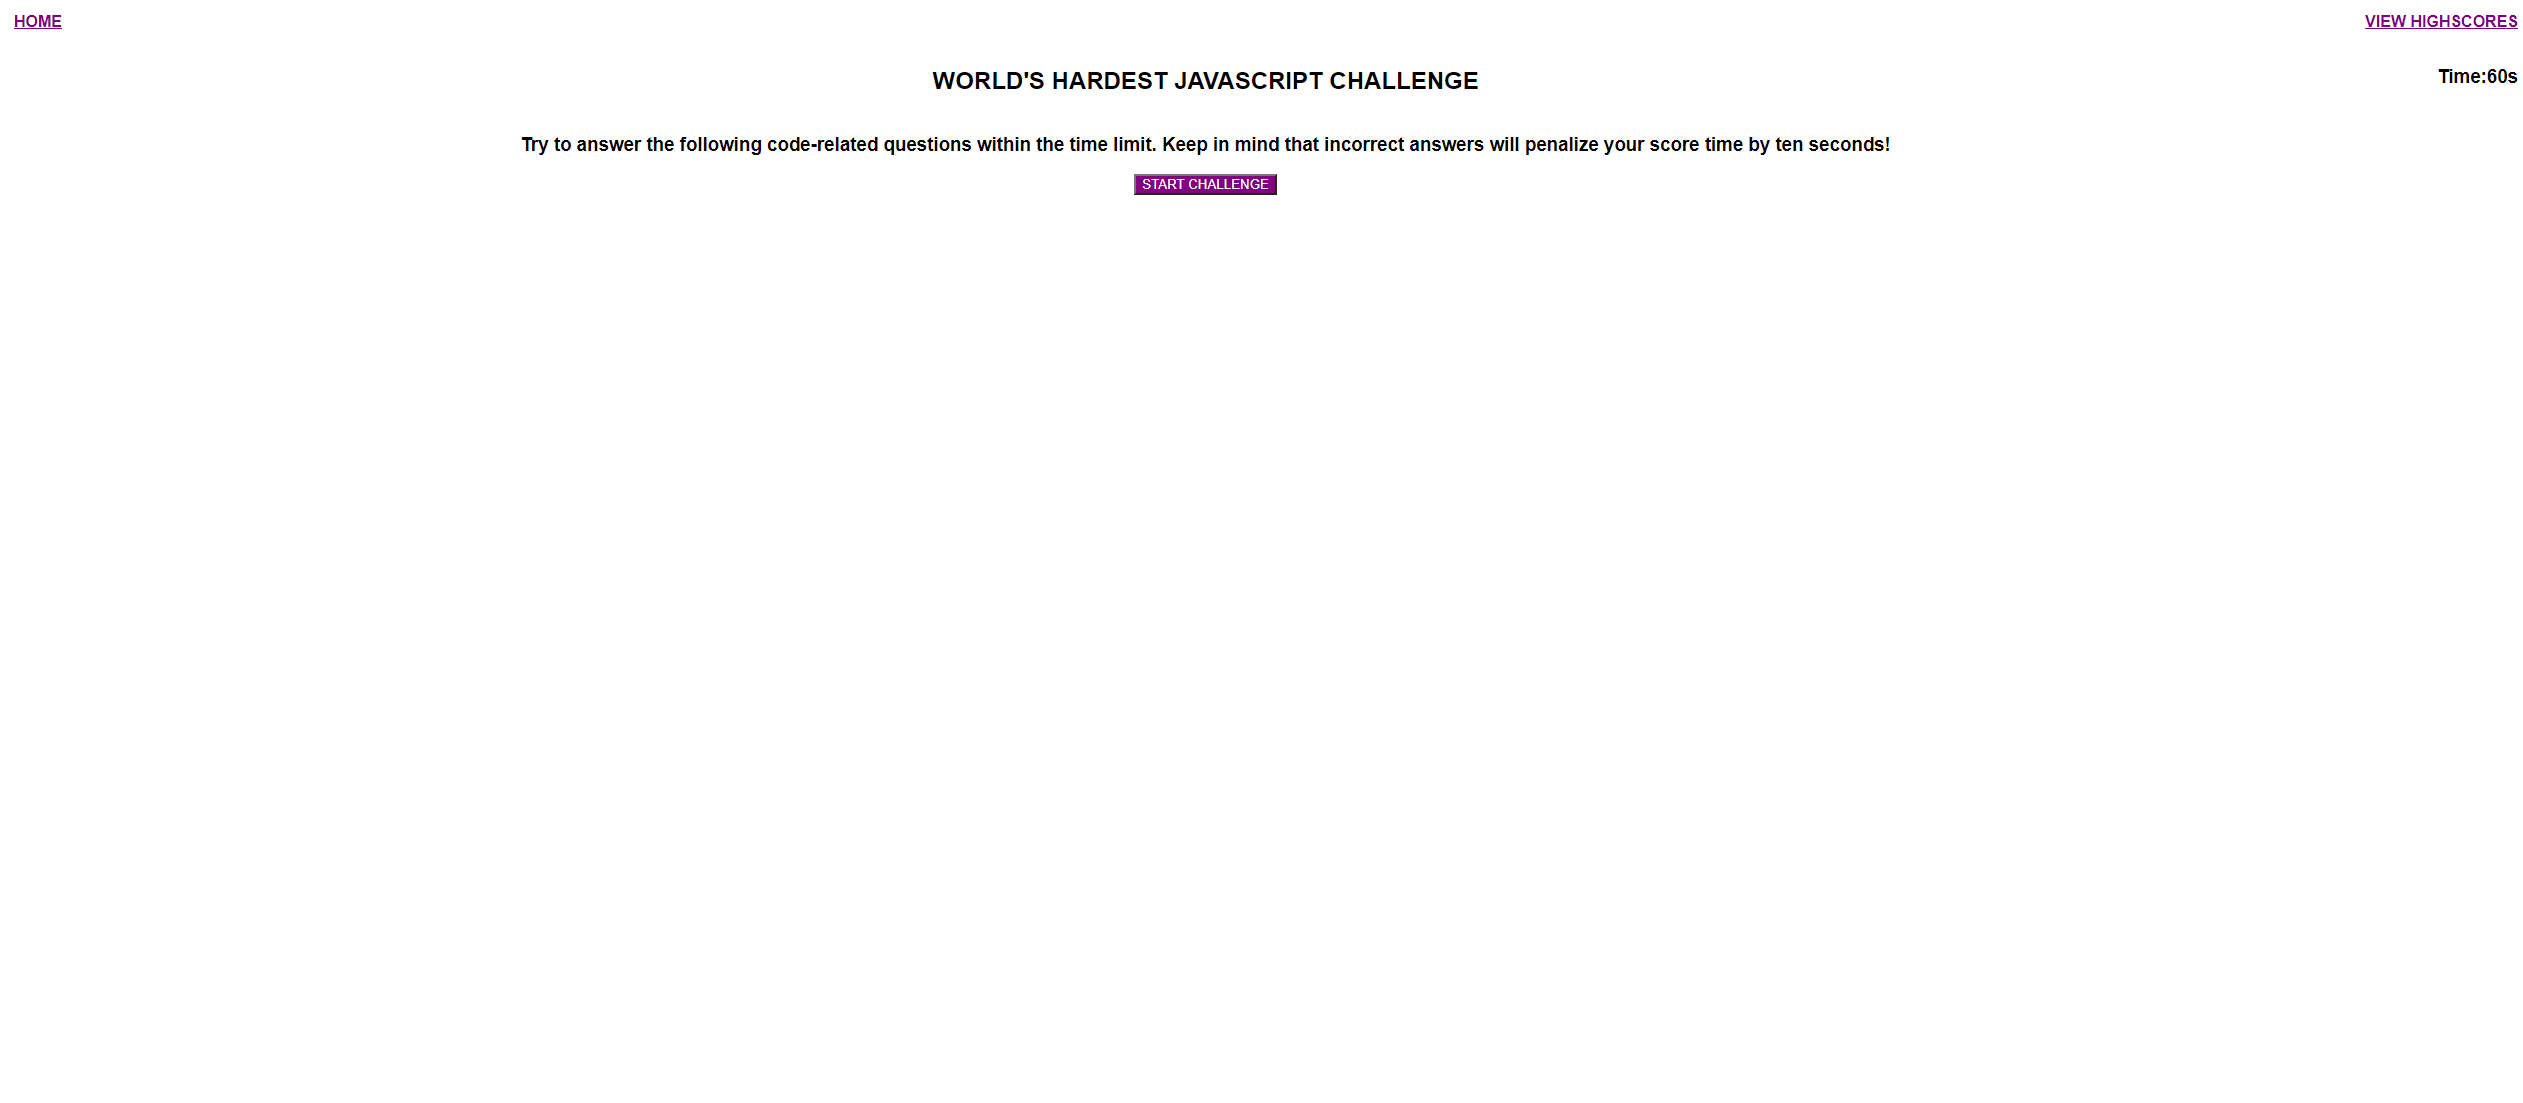 HOME
VIEW HIGHSCORES
WORLD'S HARDEST JAVASCRIPT CHALLENGE
Time:60s
Try to answer the following code-related questions within the time limit. Keep in mind that incorrect answers will penalize your score time by ten seconds!
START CHALLENGE